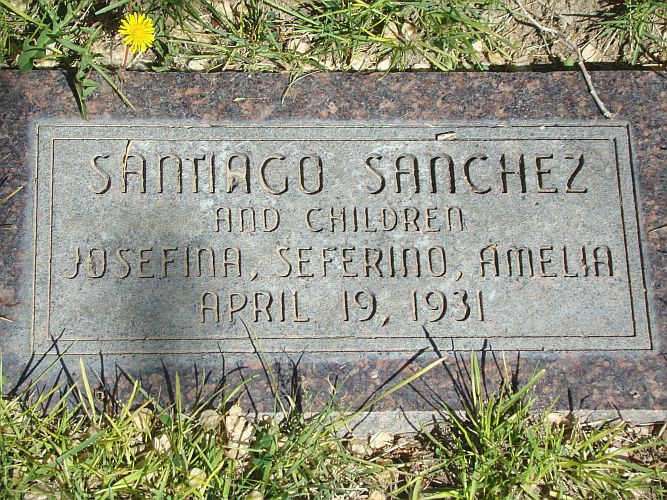 SANTIAGO SANCHEZ
AND CHILDREN
JOSEFINA, SEFERINO, AMELIA
APRIL 19, 1931